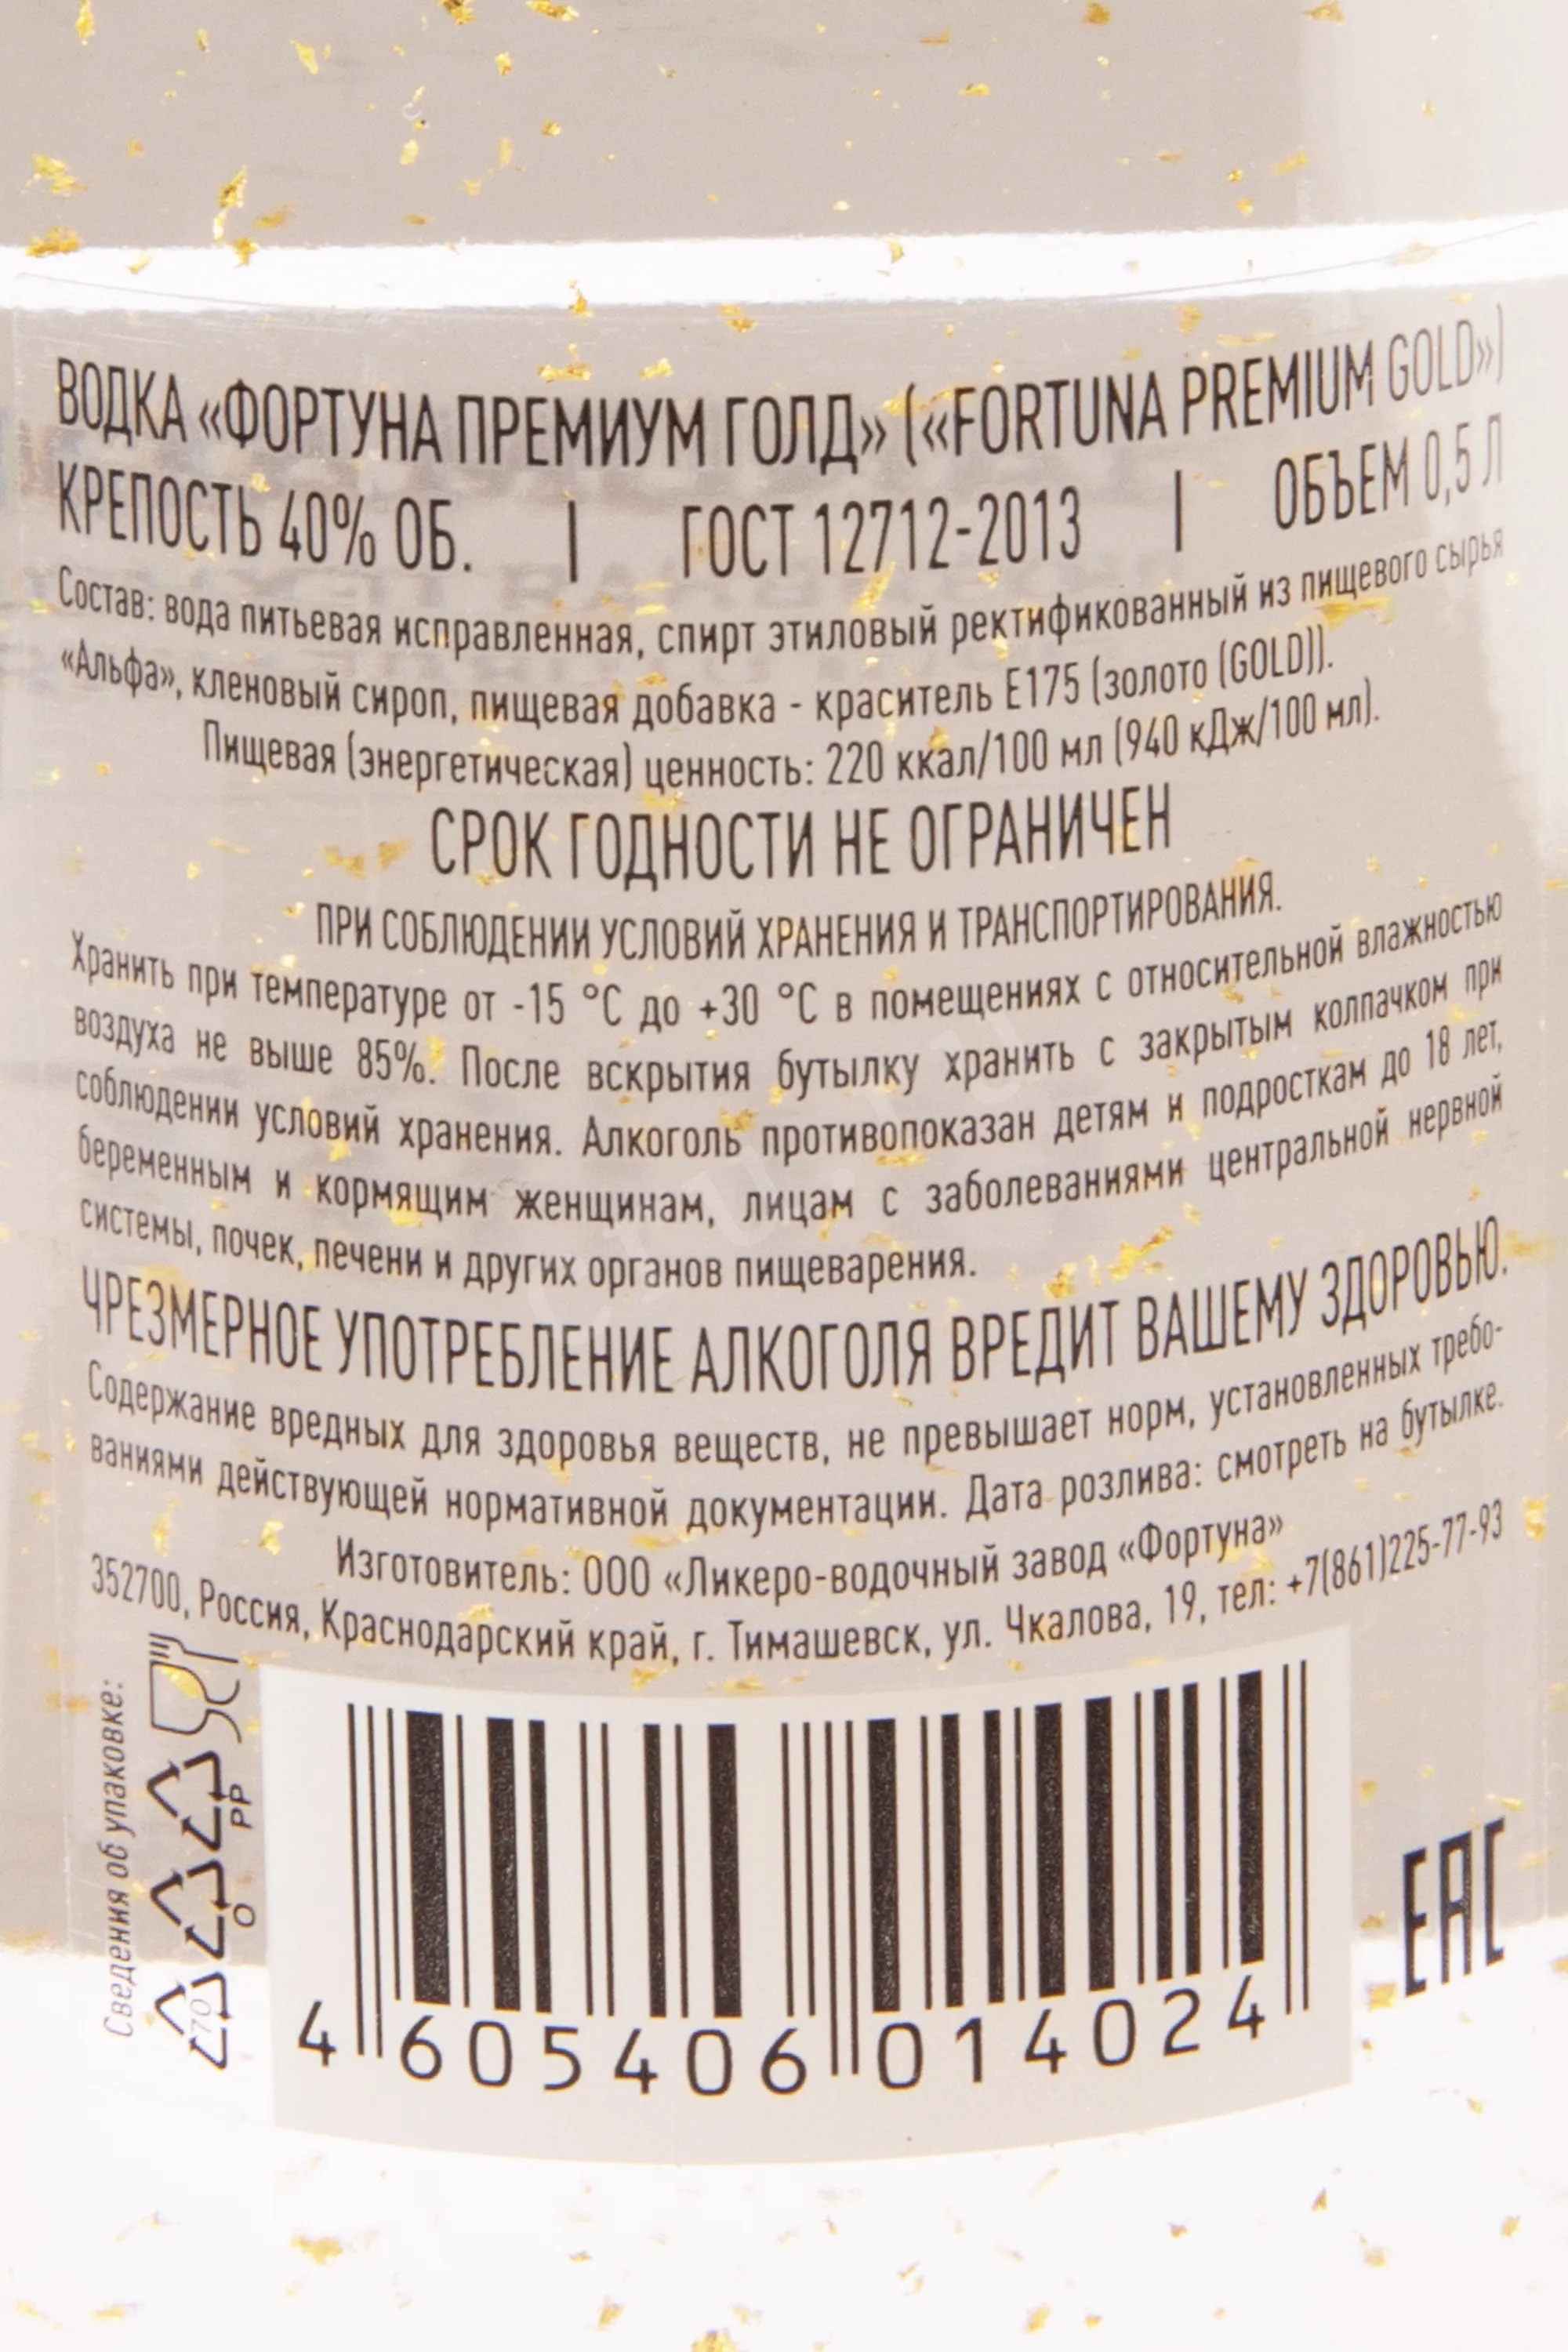 ВОДКА «ФОРТУНА ПРЕМИУМ ГОЛД» («FORTUNA PREMIUM GOLD»)
КРЕПОСТЬ 40% ОБ. | ГОСТ 12712-2013 | ОБЪЕМ 0,5 Л
Состав: вода питьевая исправленная, спирт этиловый ректификованный из пищевого сырья
«Альфа», кленовый сироп, пищевая добавка - краситель Е175 (золото (GOLD)).
Пищевая (энергетическая) ценность: 220 ккал/100 мл (940 кДж/100 мл).
СРОК ГОДНОСТИ НЕ ОГРАНИЧЕН
ПРИ СОБЛЮДЕНИИ УСЛОВИЙ ХРАНЕНИЯ И ТРАНСПОРТИРОВАНИЯ.
Хранить при температуре от -15 °С до +30 °С в помещениях с относительной влажностью
воздуха не выше 85%. После вскрытия бутылку хранить с закрытым колпачком при
соблюдении условий хранения. Алкоголь противопоказан детям и подросткам до 18 лет,
беременным и кормящим женщинам, лицам с заболеваниями центральной нервной
системы, почек, печени и других органов пищеварения.
ЧРЕЗМЕРНОЕ УПОТРЕБЛЕНИЕ АЛКОГОЛЯ ВРЕДИТ ВАШЕМУ ЗДОРОВЬЮ.
Содержание вредных для здоровья веществ, не превышает норм, установленных требо-
ваниями действующей нормативной документации. Дата розлива: смотреть на бутылке.
Изготовитель: ООО «Ликеро-водочный завод «Фортуна»
352700, Россия, Краснодарский край, г. Тимашевск, ул. Чкалова, 19, тел: +7(861)225-77-93
Сведения об упаковке:
PP
O
70
4 605406 014024
EAC